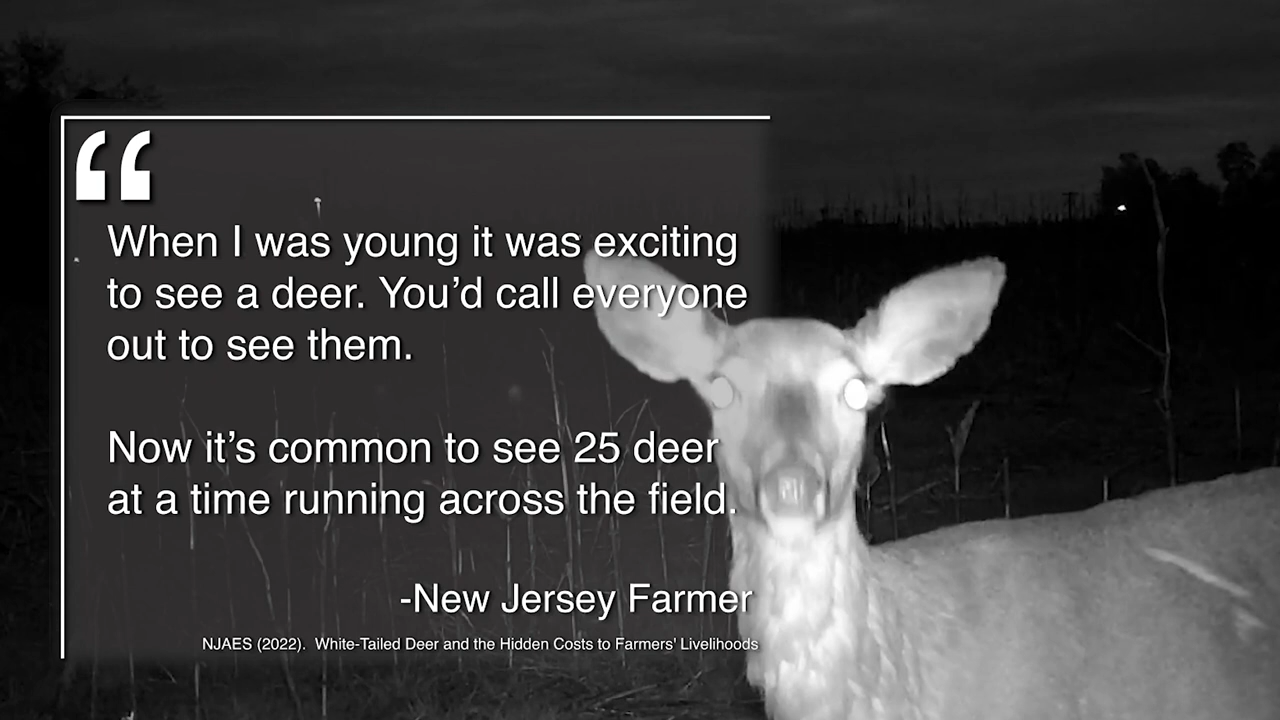 “
When I was young it was exciting
to see a deer. You’d call everyone
out to see them.
Now it’s common to see 25 deer
at a time running across the field.
-New Jersey Farmer
NJAES (2022).  White-Tailed Deer and the Hidden Costs to Farmers' Livelihoods